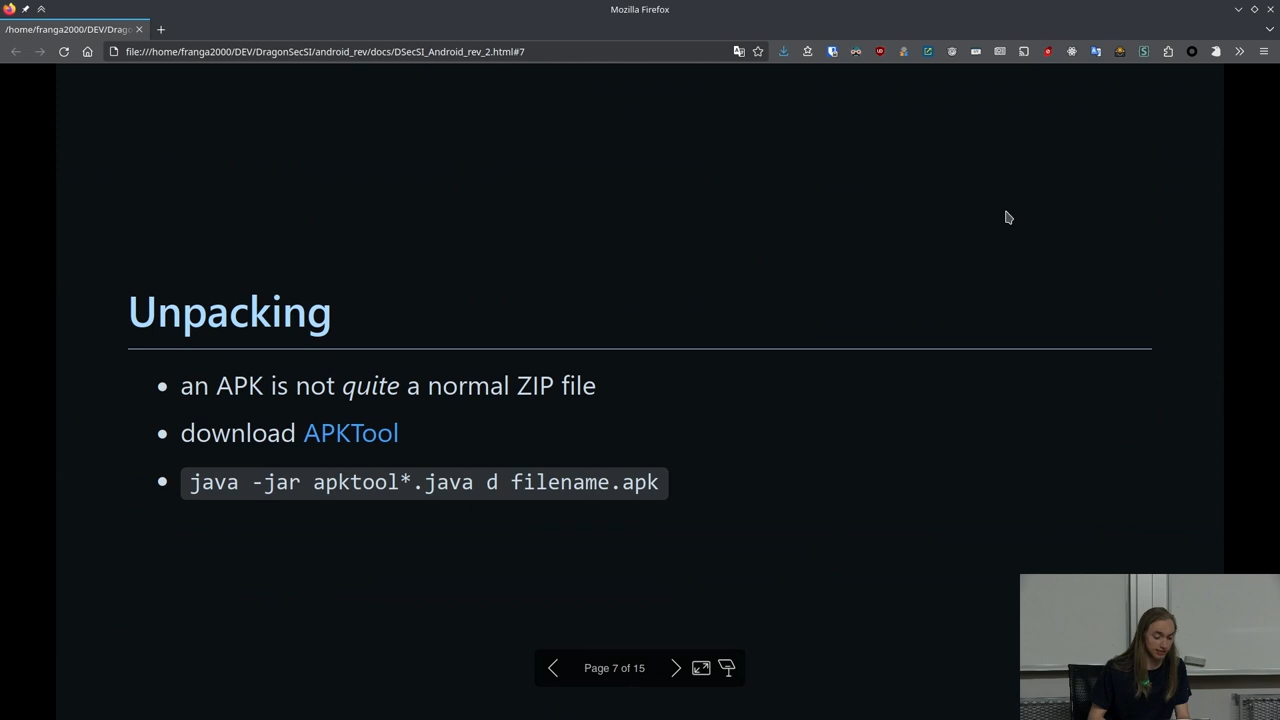 Mozilla Firefox
/home/franga2000/DEV/Drago
file:///home/franga2000/DEV/DragonSecSI/android_rev/docs/DSecSI_Android_rev_2.html#7
Unpacking
an APK is not quite a normal ZIP file
download APKTool
java -jar apktool*.java d filename.apk
Page 7 of 15